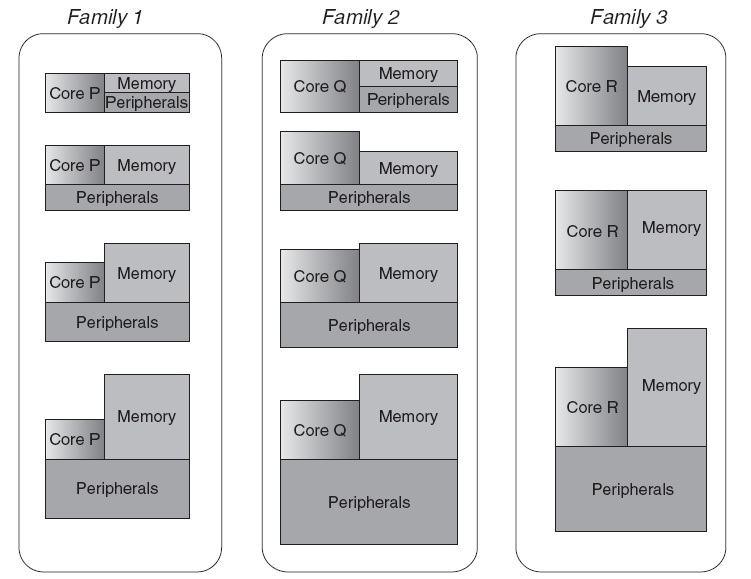 Family 1
Family 2
Family 3
Core P
Memory
Peripherals
Core P
Memory
Peripherals
Core P
Memory
Peripherals
Core P
Memory
Peripherals
Core Q
Memory
Peripherals
Core Q
Memory
Peripherals
Core Q
Memory
Peripherals
Core Q
Memory
Peripherals
Core R
Memory
Peripherals
Core R
Memory
Peripherals
Core R
Memory
Peripherals